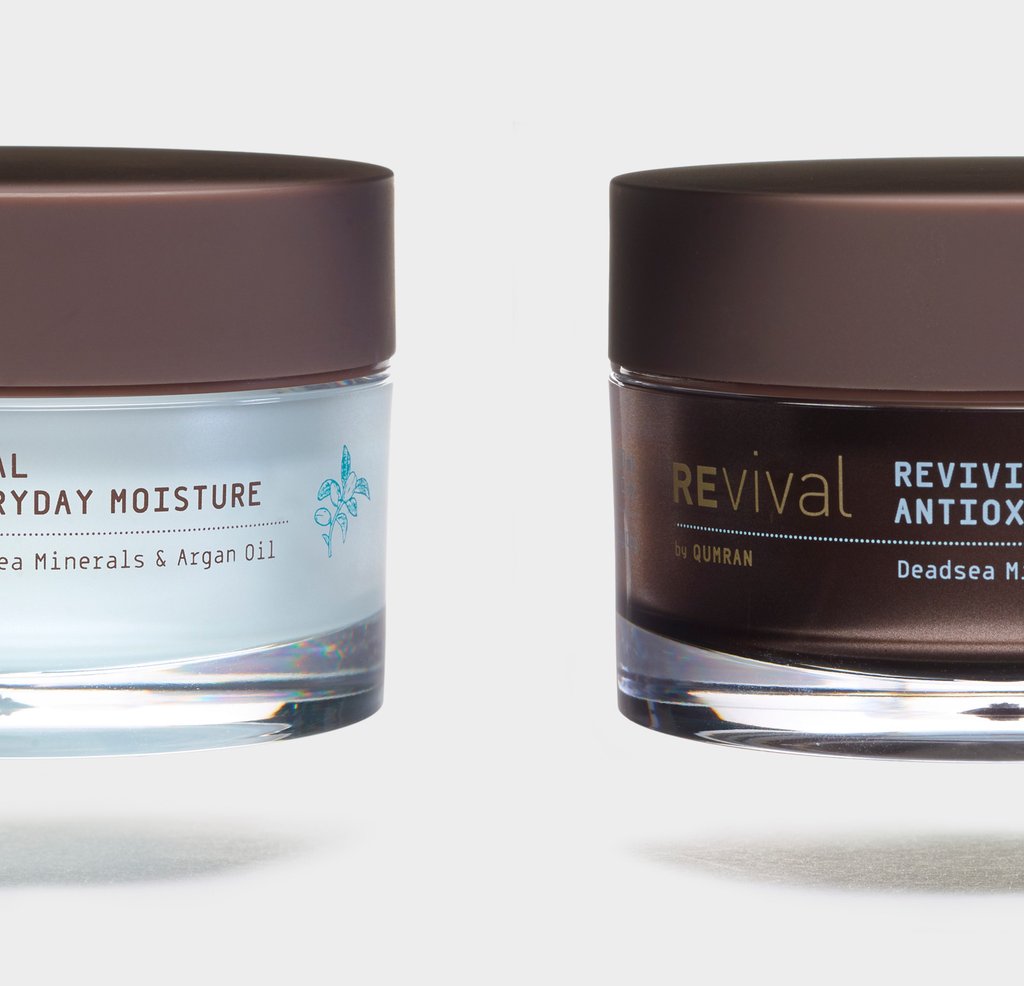 AL
RYDAY MOISTURE
ea Minerals & Argan Oil
REvival
by QUMRAN
REVIVI
ANTIOX
Deadsea Mi